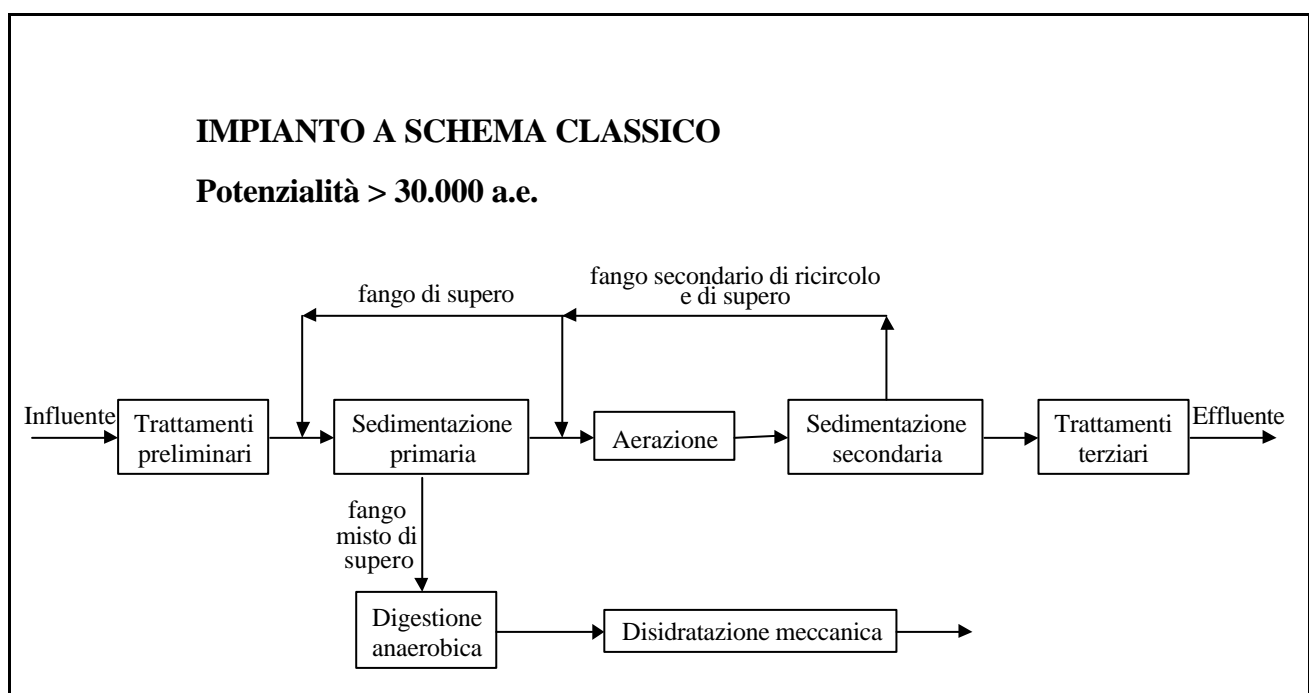 IMPIANTO A SCHEMA CLASSICO
Potenzialità > 30.000 a.e.
fango secondario di ricircolo
e di supero
fango di supero
Influente
Trattamenti
preliminari
Sedimentazione
primaria
Aerazione
Sedimentazione
secondaria
Trattamenti
terziari
Effluente
fango
misto di
supero
Digestione
anaerobica
Disidratazione meccanica